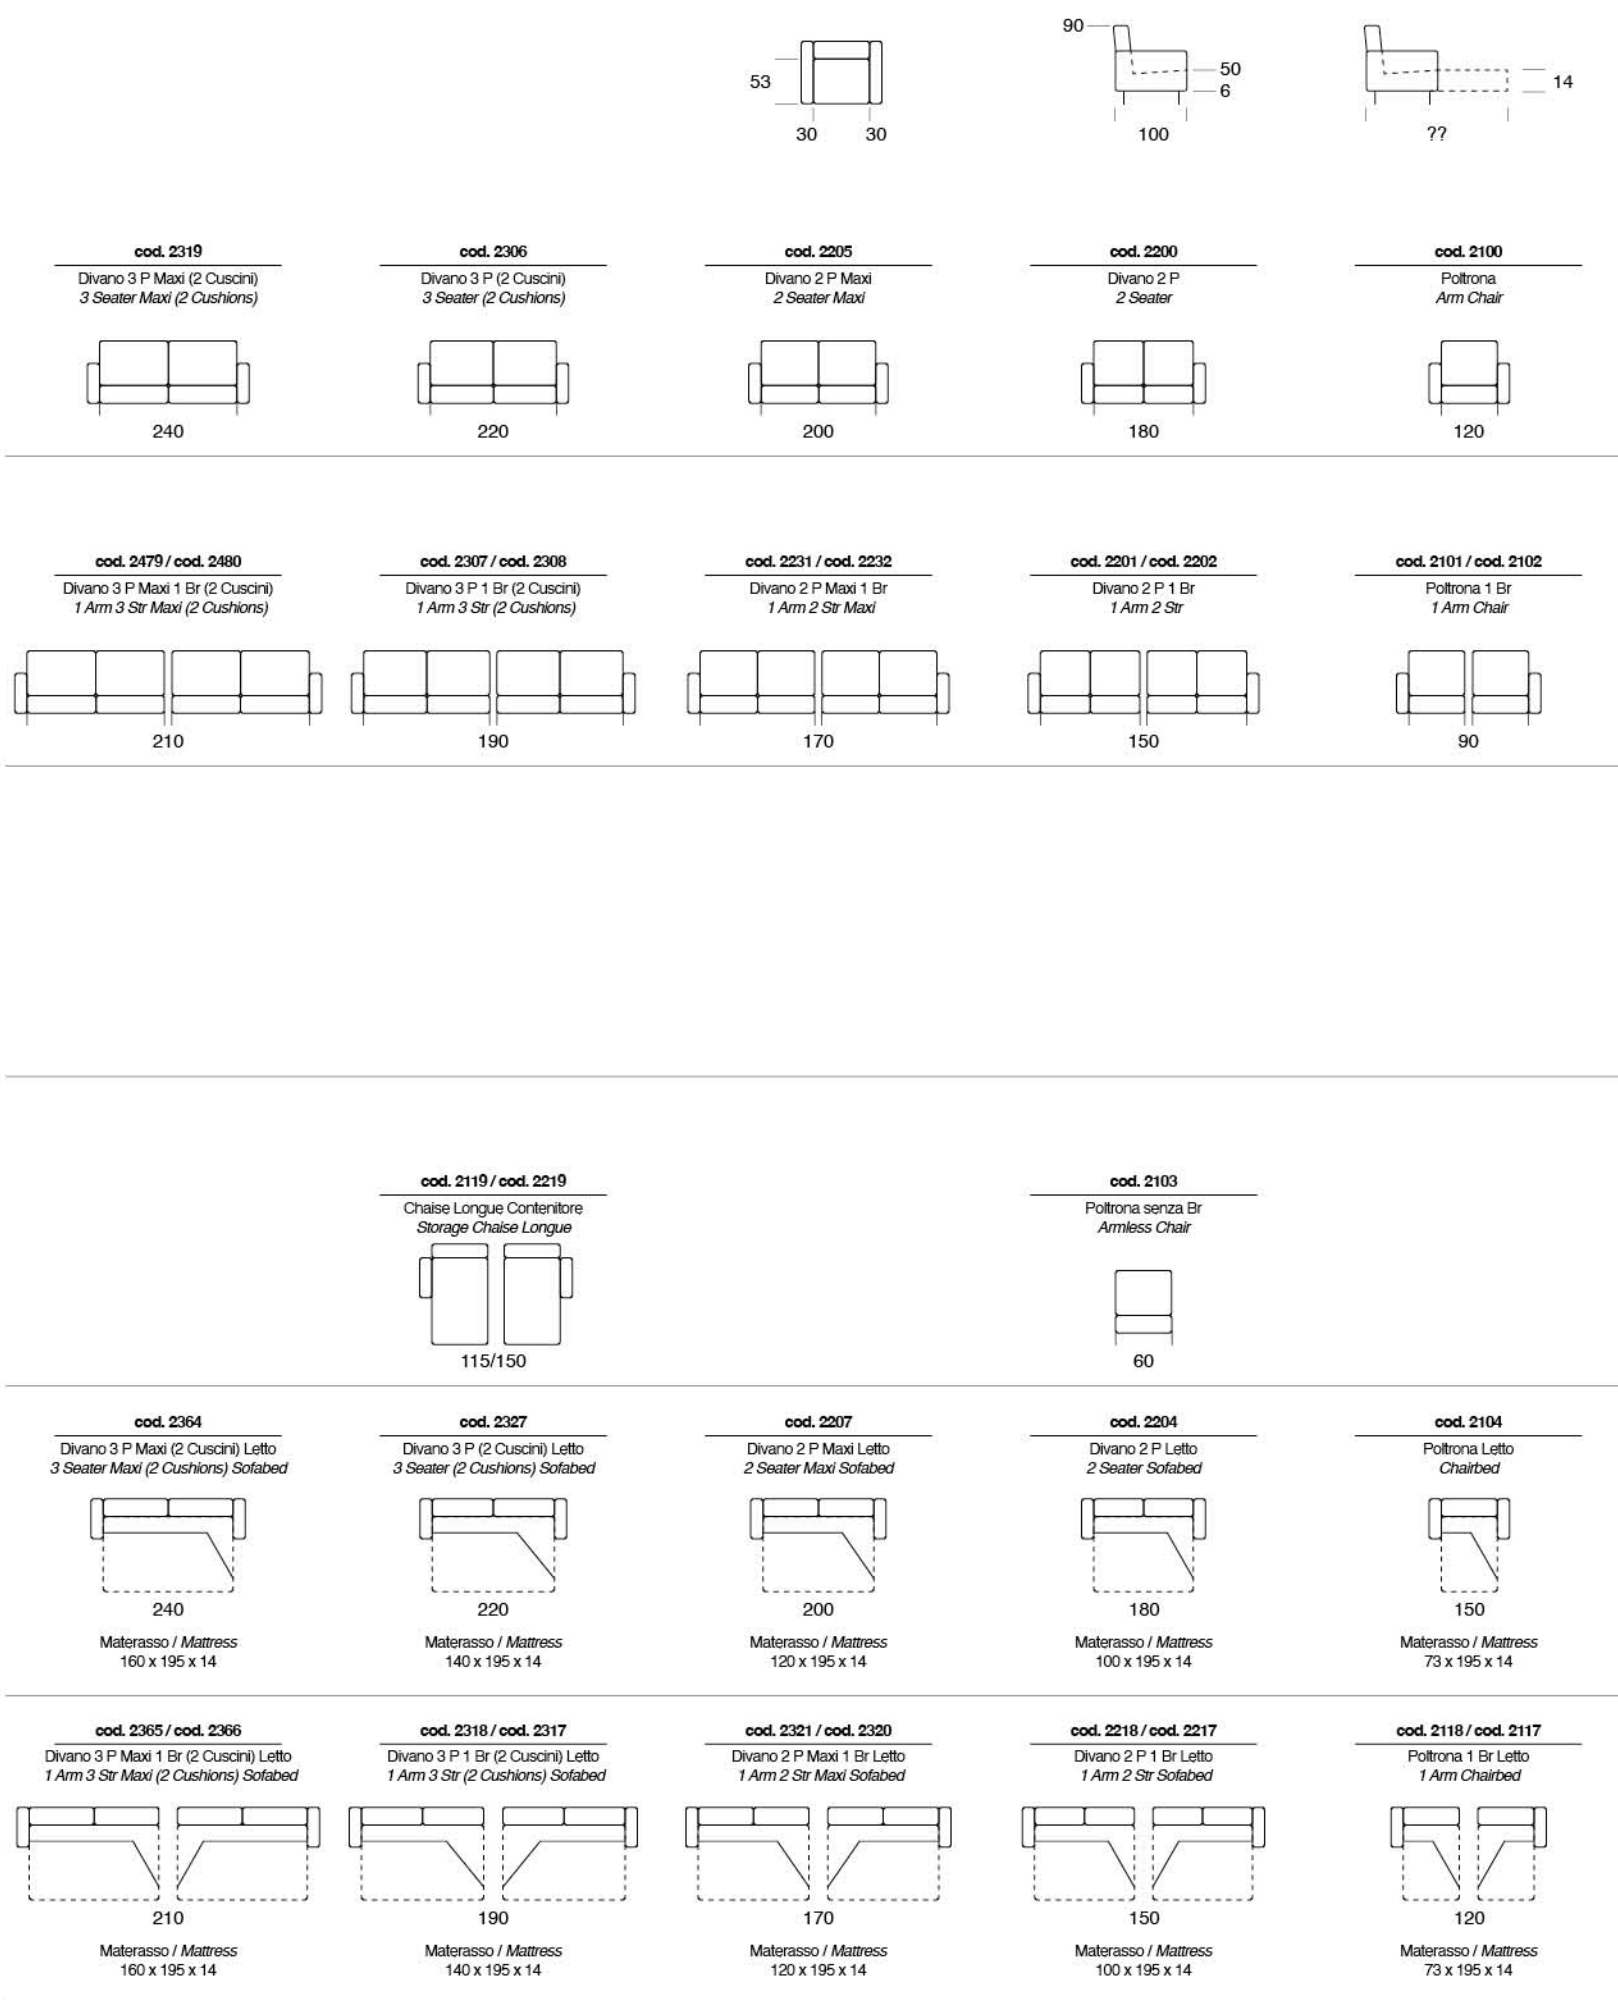 90
53
50
6
14
30 30
100
??
cod. 2319
Divano 3 P Maxi (2 Cuscini)
3 Seater Maxi (2 Cushions)
240
cod. 2306
Divano 3 P (2 Cuscini)
3 Seater (2 Cushions)
220
cod. 2205
Divano 2 P Maxi
2 Seater Maxi
200
cod. 2200
Divano 2 P
2 Seater
180
cod. 2100
Poltrona
Arm Chair
120
cod. 2479 / cod. 2480
Divano 3 P Maxi 1 Br (2 Cuscini)
1 Arm 3 Str Maxi (2 Cushions)
210
cod. 2307 / cod. 2308
Divano 3 P 1 Br (2 Cuscini)
1 Arm 3 Str (2 Cushions)
190
cod. 2231 / cod. 2232
Divano 2 P Maxi 1 Br
1 Arm 2 Str Maxi
170
cod. 2201 / cod. 2202
Divano 2 P 1 Br
1 Arm 2 Str
150
cod. 2101 / cod. 2102
Poltrona 1 Br
1 Arm Chair
90
cod. 2119 / cod. 2219
Chaise Longue Contenitore
Storage Chaise Longue
115/150
cod. 2103
Poltrona senza Br
Armless Chair
60
cod. 2364
Divano 3 P Maxi (2 Cuscini) Letto
3 Seater Maxi (2 Cushions) Sofabed
240
Materasso / Mattress
160 x 195 x 14
cod. 2327
Divano 3 P (2 Cuscini) Letto
3 Seater (2 Cushions) Sofabed
220
Materasso / Mattress
140 x 195 x 14
cod. 2207
Divano 2 P Maxi Letto
2 Seater Maxi Sofabed
200
Materasso / Mattress
120 x 195 x 14
cod. 2204
Divano 2 P Letto
2 Seater Sofabed
180
Materasso / Mattress
100 x 195 x 14
cod. 2104
Poltrona Letto
Chairbed
150
Materasso / Mattress
73 x 195 x 14
cod. 2365 / cod. 2366
Divano 3 P Maxi 1 Br (2 Cuscini) Letto
1 Arm 3 Str Maxi (2 Cushions) Sofabed
210
Materasso / Mattress
160 x 195 x 14
cod. 2318 / cod. 2317
Divano 3 P 1 Br (2 Cuscini) Letto
1 Arm 3 Str (2 Cushions) Sofabed
190
Materasso / Mattress
140 x 195 x 14
cod. 2321 / cod. 2320
Divano 2 P Maxi 1 Br Letto
1 Arm 2 Str Maxi Sofabed
170
Materasso / Mattress
120 x 195 x 14
cod. 2218 / cod. 2217
Divano 2 P 1 Br Letto
1 Arm 2 Str Sofabed
150
Materasso / Mattress
100 x 195 x 14
cod. 2118 / cod. 2117
Poltrona 1 Br Letto
1 Arm Chairbed
120
Materasso / Mattress
73 x 195 x 14